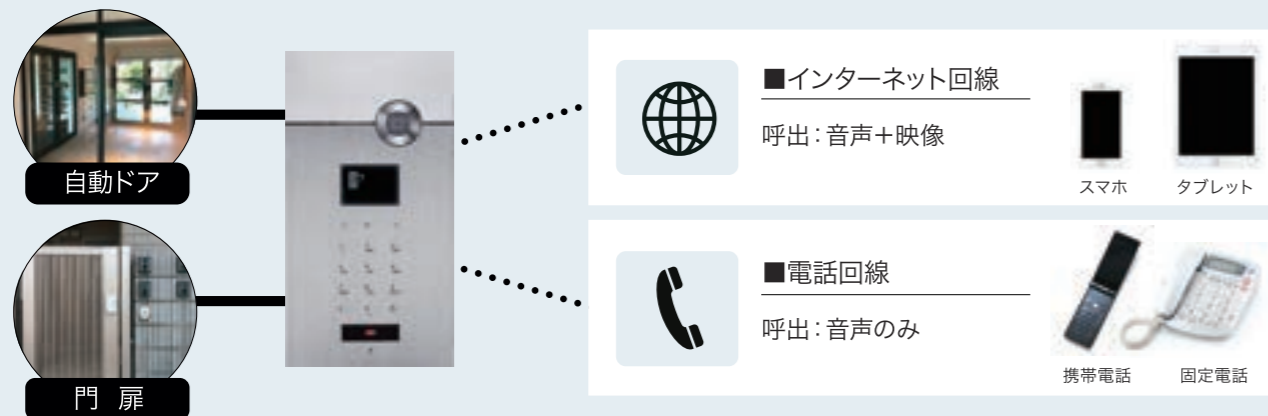 自動ドア
門 扉
■インターネット回線
呼出：音声＋映像
スマホ
タブレット
■電話回線
呼出：音声のみ
携帯電話
固定電話